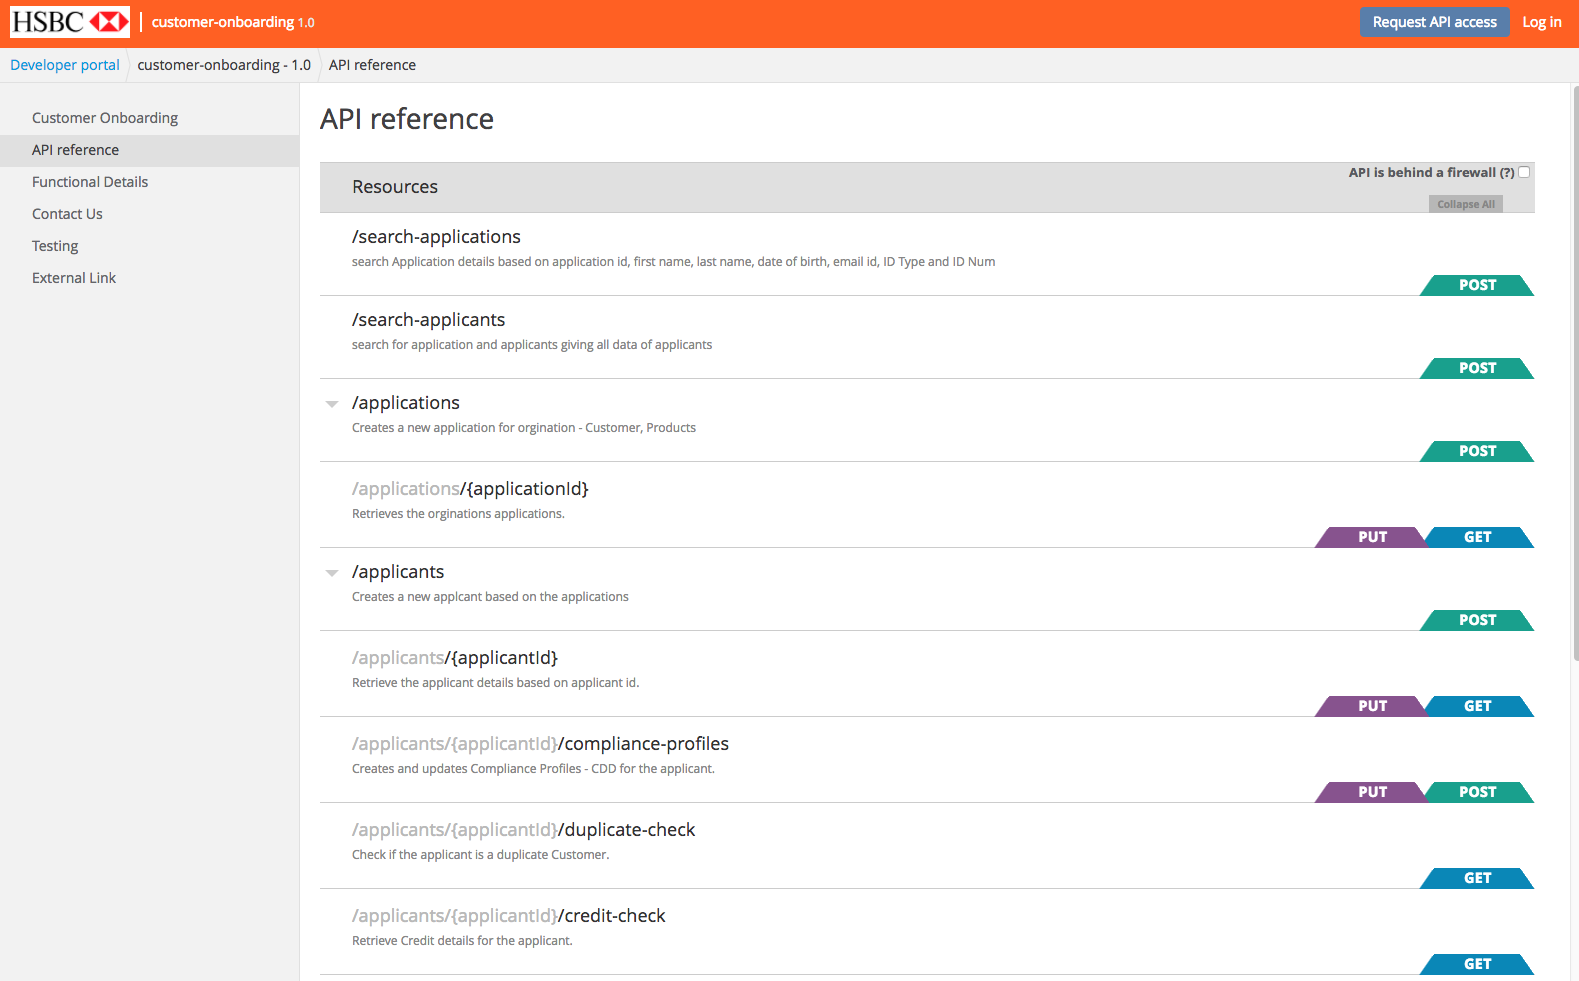 HSBC
customer-onboarding 1.0
Request API access
Log in
Developer portal
customer-onboarding - 1.0
API reference
Customer Onboarding
API reference
Functional Details
Contact Us
Testing
External Link
API reference
Resources
API is behind a firewall (?)
Collapse All
/search-applications
search Application details based on application id, first name, last name, date of birth, email id, ID Type and ID Num
POST
/search-applicants
search for application and applicants giving all data of applicants
POST
/applications
Creates a new application for orgination - Customer, Products
POST
/applications/{applicationId}
Retrieves the orginations applications.
PUT
GET
/applicants
Creates a new applcant based on the applications
POST
/applicants/{applicantId}
Retrieve the applicant details based on applicant id.
PUT
GET
/applicants/{applicantId}/compliance-profiles
Creates and updates Compliance Profiles - CDD for the applicant.
PUT
POST
/applicants/{applicantId}/duplicate-check
Check if the applicant is a duplicate Customer.
GET
/applicants/{applicantId}/credit-check
Retrieve Credit details for the applicant.
GET